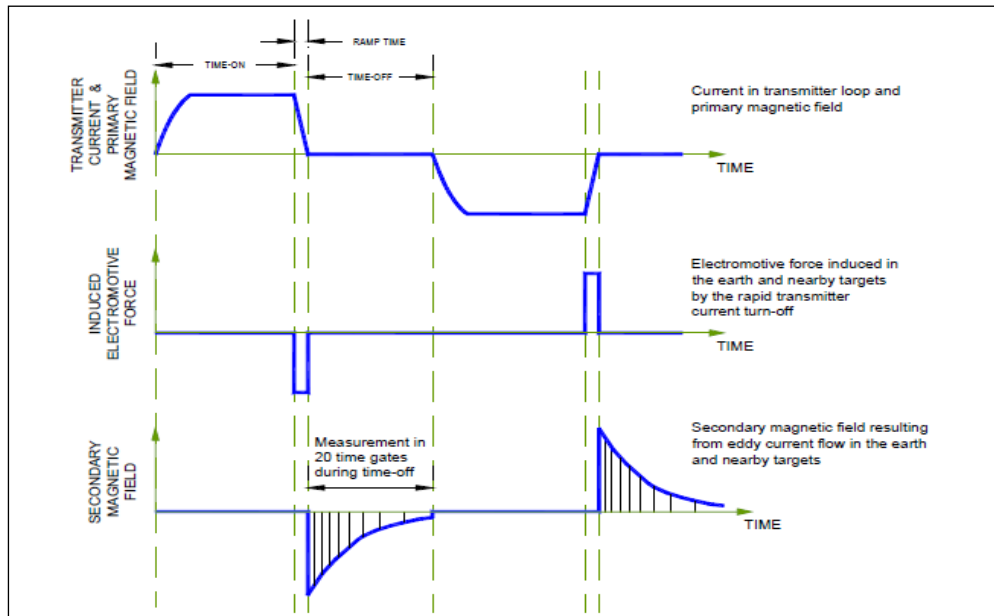 RAMP TIME
TIME-ON
TIME-OFF
TRANSMITTER
CURRENT &
PRIMARY
MAGNETIC FIELD
Current in transmitter loop and
primary magnetic field
TIME
INDUCED
ELECTROMOTIVE
FORCE
Electromotive force induced in
the earth and nearby targets
by the rapid transmitter
current turn-off
TIME
SECONDARY
MAGNETIC
FIELD
Measurement in
20 time gates
during time-off
Secondary magnetic field resulting
from eddy current flow in the earth
and nearby targets
TIME